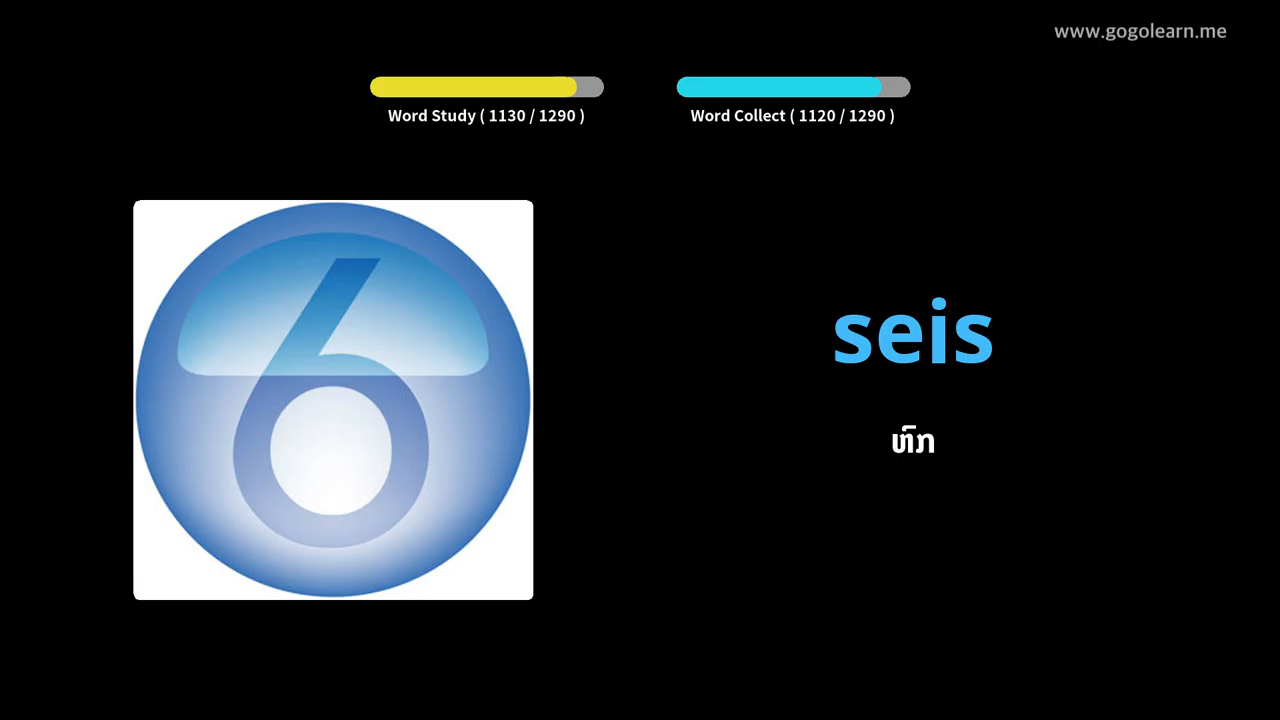 www.gogolearn.me
Word Study ( 1130 / 1290 )
Word Collect ( 1120 / 1290 )
6
seis
ຫົກ